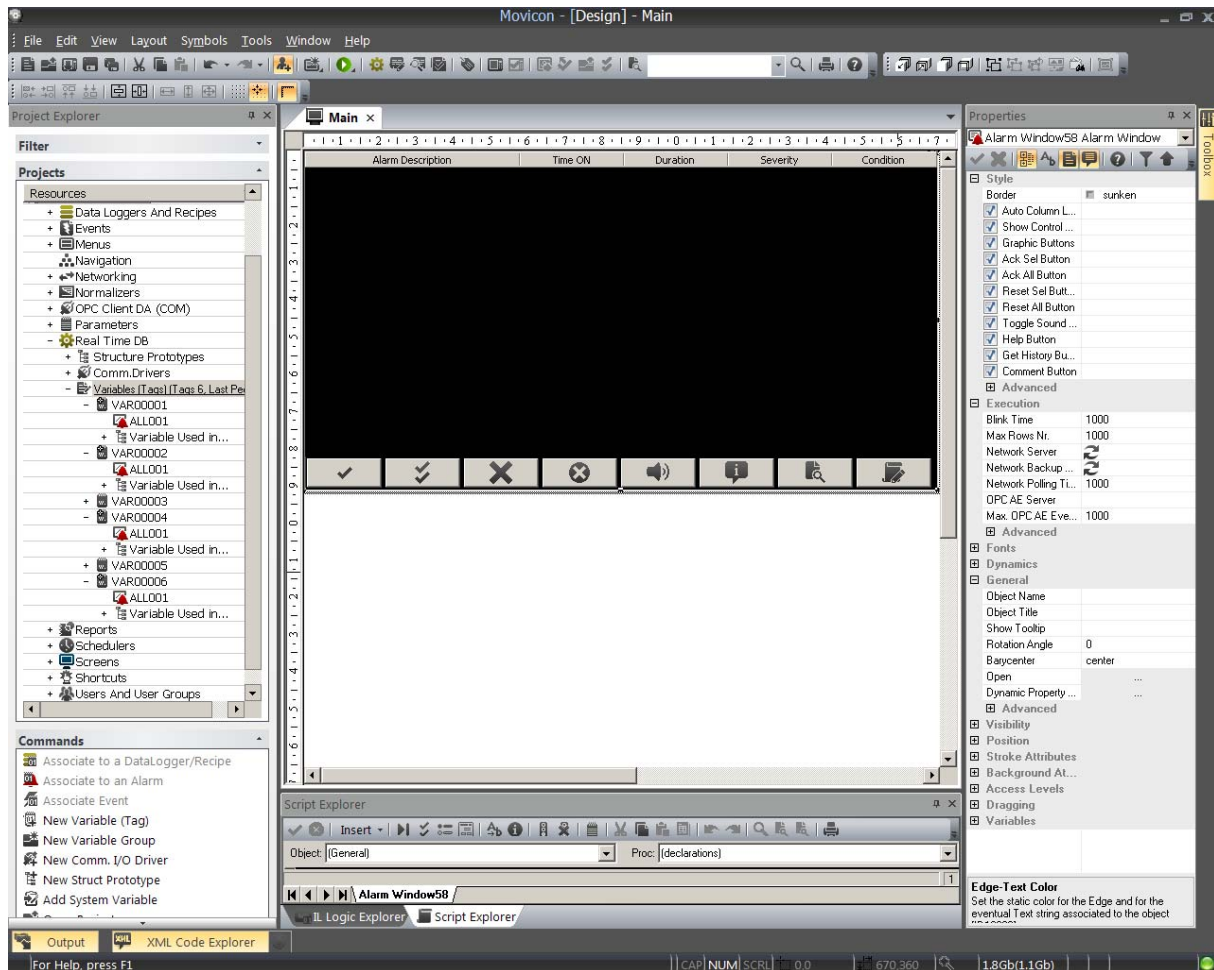 Movicon - [Design] - Main
File Edit View Layout Symbols Tools Window Help
Project Explorer
Filter
Projects
Resources
Data Loggers And Recipes
Events
Menus
Navigation
Networking
Normalizers
OPC Client DA (COM)
Parameters
Real Time DB
Structure Prototypes
Comm.Drivers
Variables (Tags) (Tags 6, Last Pe
VAR00001
ALL001
Variable Used in...
VAR00002
ALL001
Variable Used in...
VAR00003
VAR00004
ALL001
Variable Used in...
VAR00005
VAR00006
ALL001
Variable Used in...
Reports
Schedulers
Screens
Shortcuts
Users And User Groups
Commands
Associate to a DataLogger/Recipe
Associate to an Alarm
Associate Event
New Variable (Tag)
New Variable Group
New Comm. I/O Driver
New Struct Prototype
Add System Variable
Main
Alarm Description Time ON Duration Severity Condition
Script Explorer
Insert
Object: (General) Proc: (declarations)
1
Alarm Window58
IL Logic Explorer Script Explorer
Properties
Alarm Window58 Alarm Window
Toolbox
Style
Border sunken
Auto Column L...
Show Control ...
Graphic Buttons
Ack Sel Button
Ack All Button
Reset Sel Butt...
Reset All Button
Toggle Sound ...
Help Button
Get History Bu...
Comment Button
Advanced
Execution
Blink Time 1000
Max Rows Nr. 1000
Network Server
Network Backup ...
Network Polling Ti... 1000
OPC AE Server
Max. OPC AE Eve... 1000
Advanced
Fonts
Dynamics
General
Object Name
Object Title
Show Tooltip
Rotation Angle 0
Barycenter center
Open ...
Dynamic Property ... ...
Advanced
Visibility
Position
Stroke Attributes
Background At...
Access Levels
Dragging
Variables
Edge-Text Color
Set the static color for the Edge and for the
eventual Text string associated to the object
Output XML Code Explorer
For Help, press F1
CAP NUM SCRL 0,0 670,360 1.8Gb(1.1Gb)